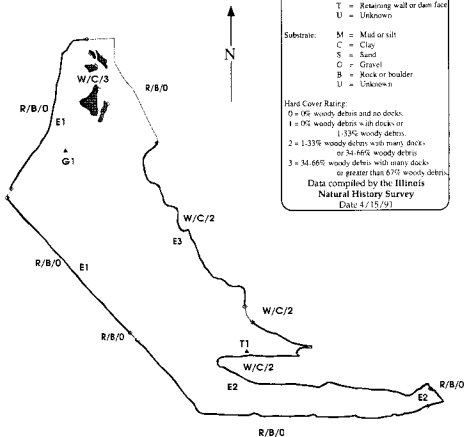 T = Retaining wall or dam face
U = Unknown
Substrate: M = Mud or silt
C = Clay
S = Sand
G = Gravel
B = Rock or boulder
U = Unknown
Hard Cover Rating:
0 = 0% woody debris and no docks.
1 = 0% woody debris with docks or
1-33% woody debris.
2 = 1-33% woody debris with many docks
or 34-66% woody debris
3 = 34-66% woody debris with many docks
or greater than 67% woody debris.
Data compiled by the Illinois
Natural History Survey
Date 4/15/91
N
W/C/3
R/B/0
R/B/0
E1
G1
W/C/2
E3
R/B/0
E1
W/C/2
R/B/0
T1
W/C/2
E2
R/B/0
E2
R/B/0